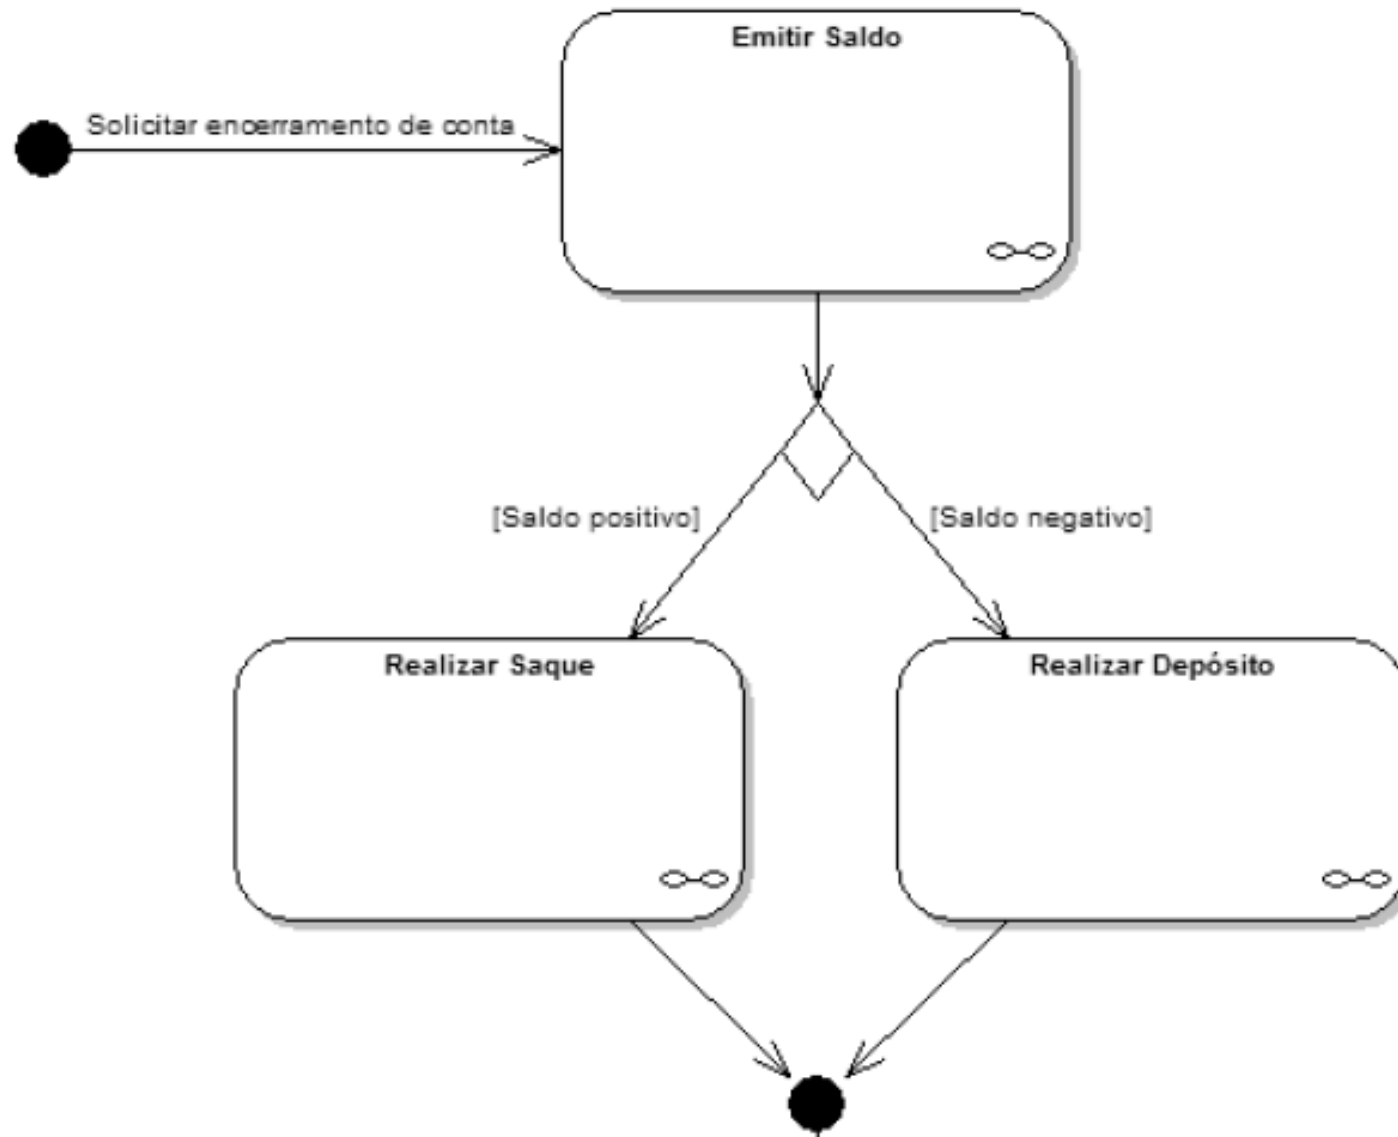 Emitir Saldo
Solicitar encerramento de conta
[Saldo positivo]
[Saldo negativo]
Realizar Saque
Realizar Depósito